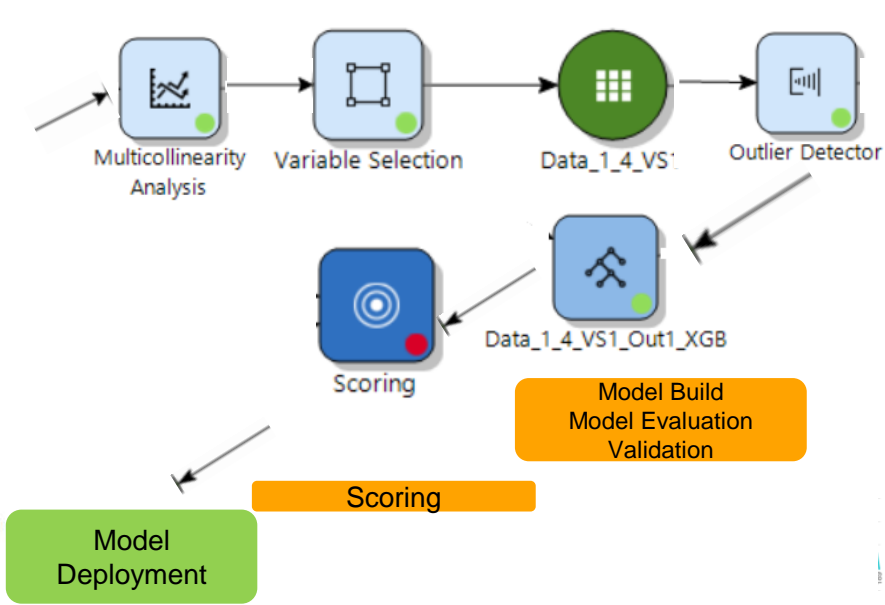 Multicollinearity
Analysis
Variable Selection
Data_1_4_VS1
Outlier Detector
Data_1_4_VS1_Out1_XGB
Scoring
Model Build
Model Evaluation
Validation
Scoring
Model
Deployment